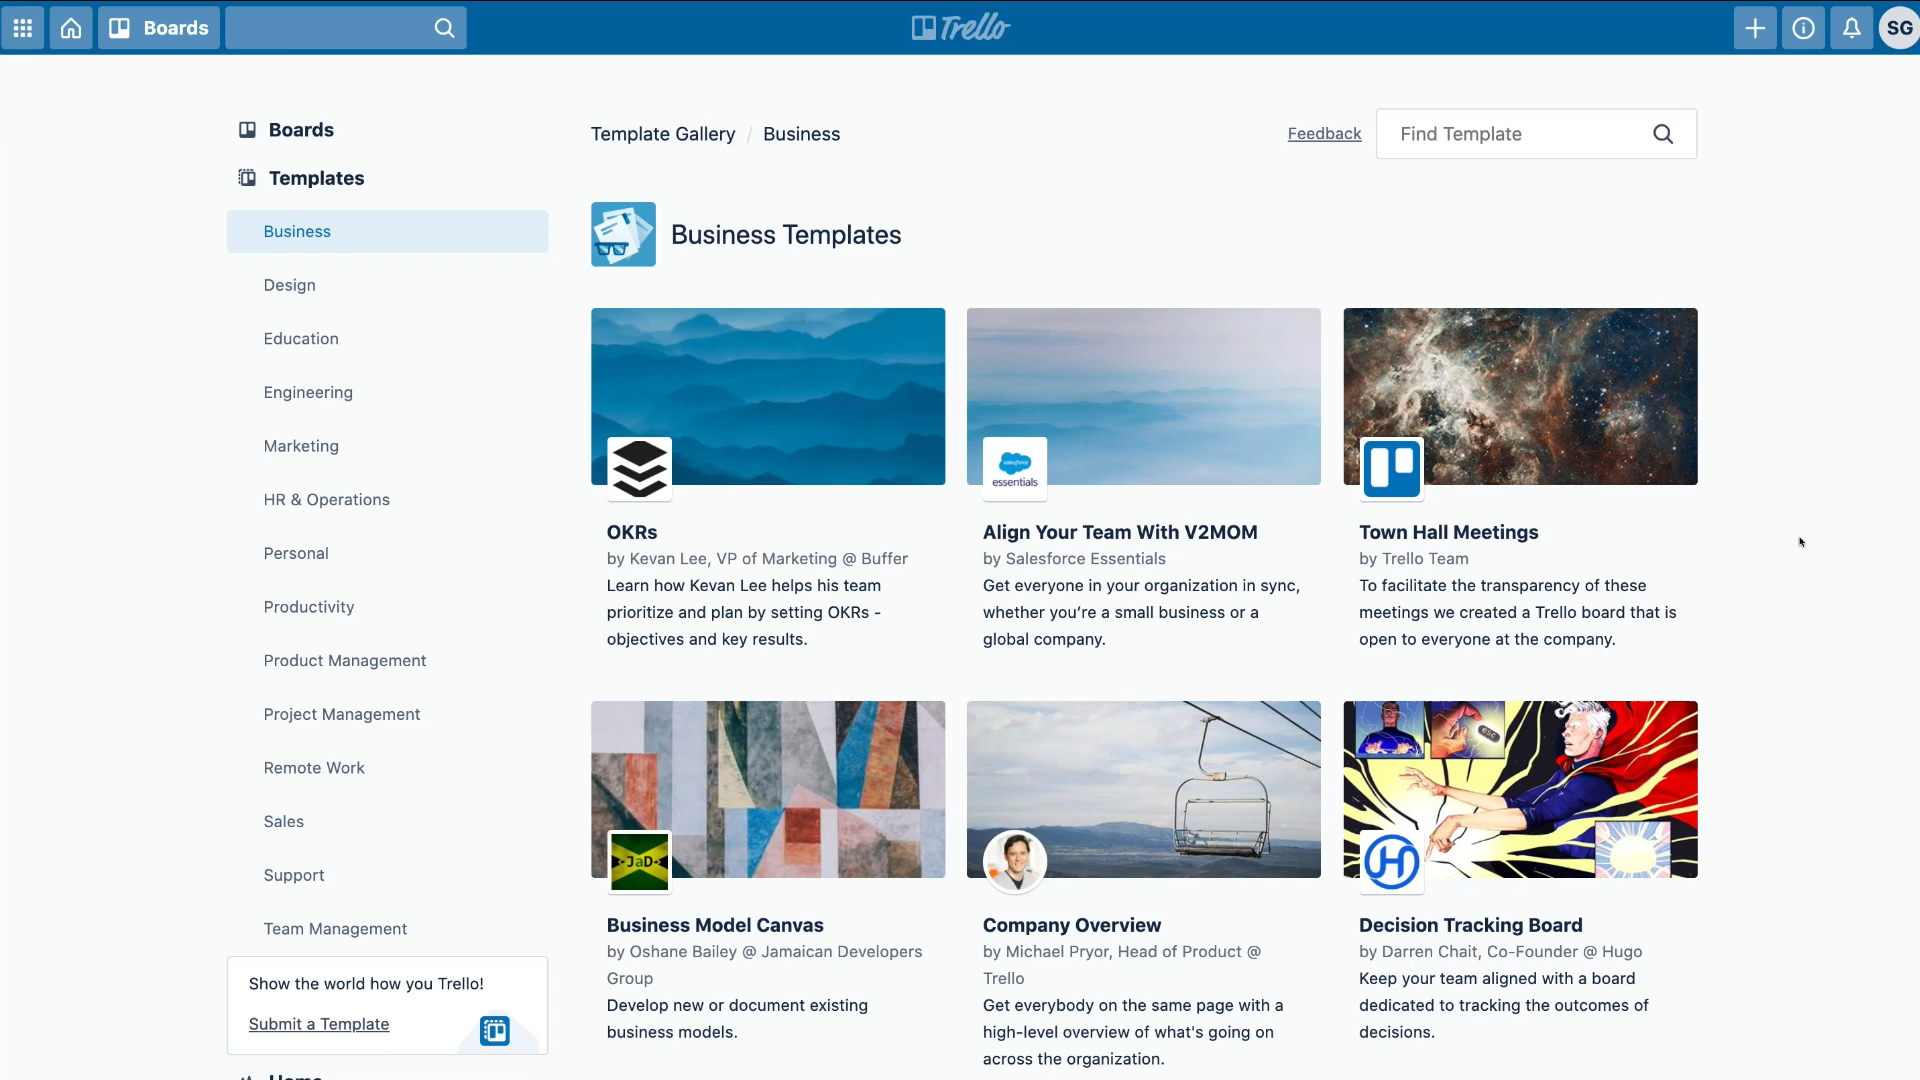 Boards
Trello
SG
Boards
Templates
Business
Design
Education
Engineering
Marketing
HR & Operations
Personal
Productivity
Product Management
Project Management
Remote Work
Sales
Support
Team Management
Show the world how you Trello!
Submit a Template
Home
Template Gallery / Business
Feedback
Find Template
Business Templates
salesforce
essentials
OKRs
by Kevan Lee, VP of Marketing @ Buffer
Learn how Kevan Lee helps his team
prioritize and plan by setting OKRs -
objectives and key results.
Align Your Team With V2MOM
by Salesforce Essentials
Get everyone in your organization in sync,
whether you’re a small business or a
global company.
Town Hall Meetings
by Trello Team
To facilitate the transparency of these
meetings we created a Trello board that is
open to everyone at the company.
-JaD-
esc
Business Model Canvas
by Oshane Bailey @ Jamaican Developers
Group
Develop new or document existing
business models.
Company Overview
by Michael Pryor, Head of Product @
Trello
Get everybody on the same page with a
high-level overview of what's going on
across the organization.
Decision Tracking Board
by Darren Chait, Co-Founder @ Hugo
Keep your team aligned with a board
dedicated to tracking the outcomes of
decisions.